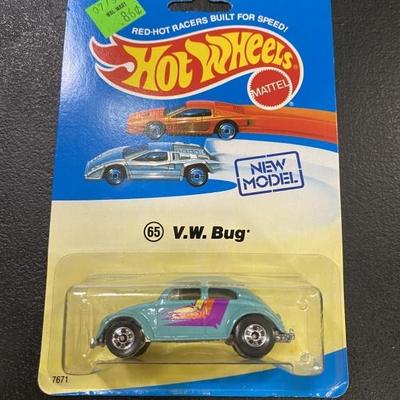 WAL-MART
.86¢
RED-HOT RACERS BUILT FOR SPEED!
HOT WHEELS
MATTEL
NEW
MODEL
65 V.W. Bug
7671